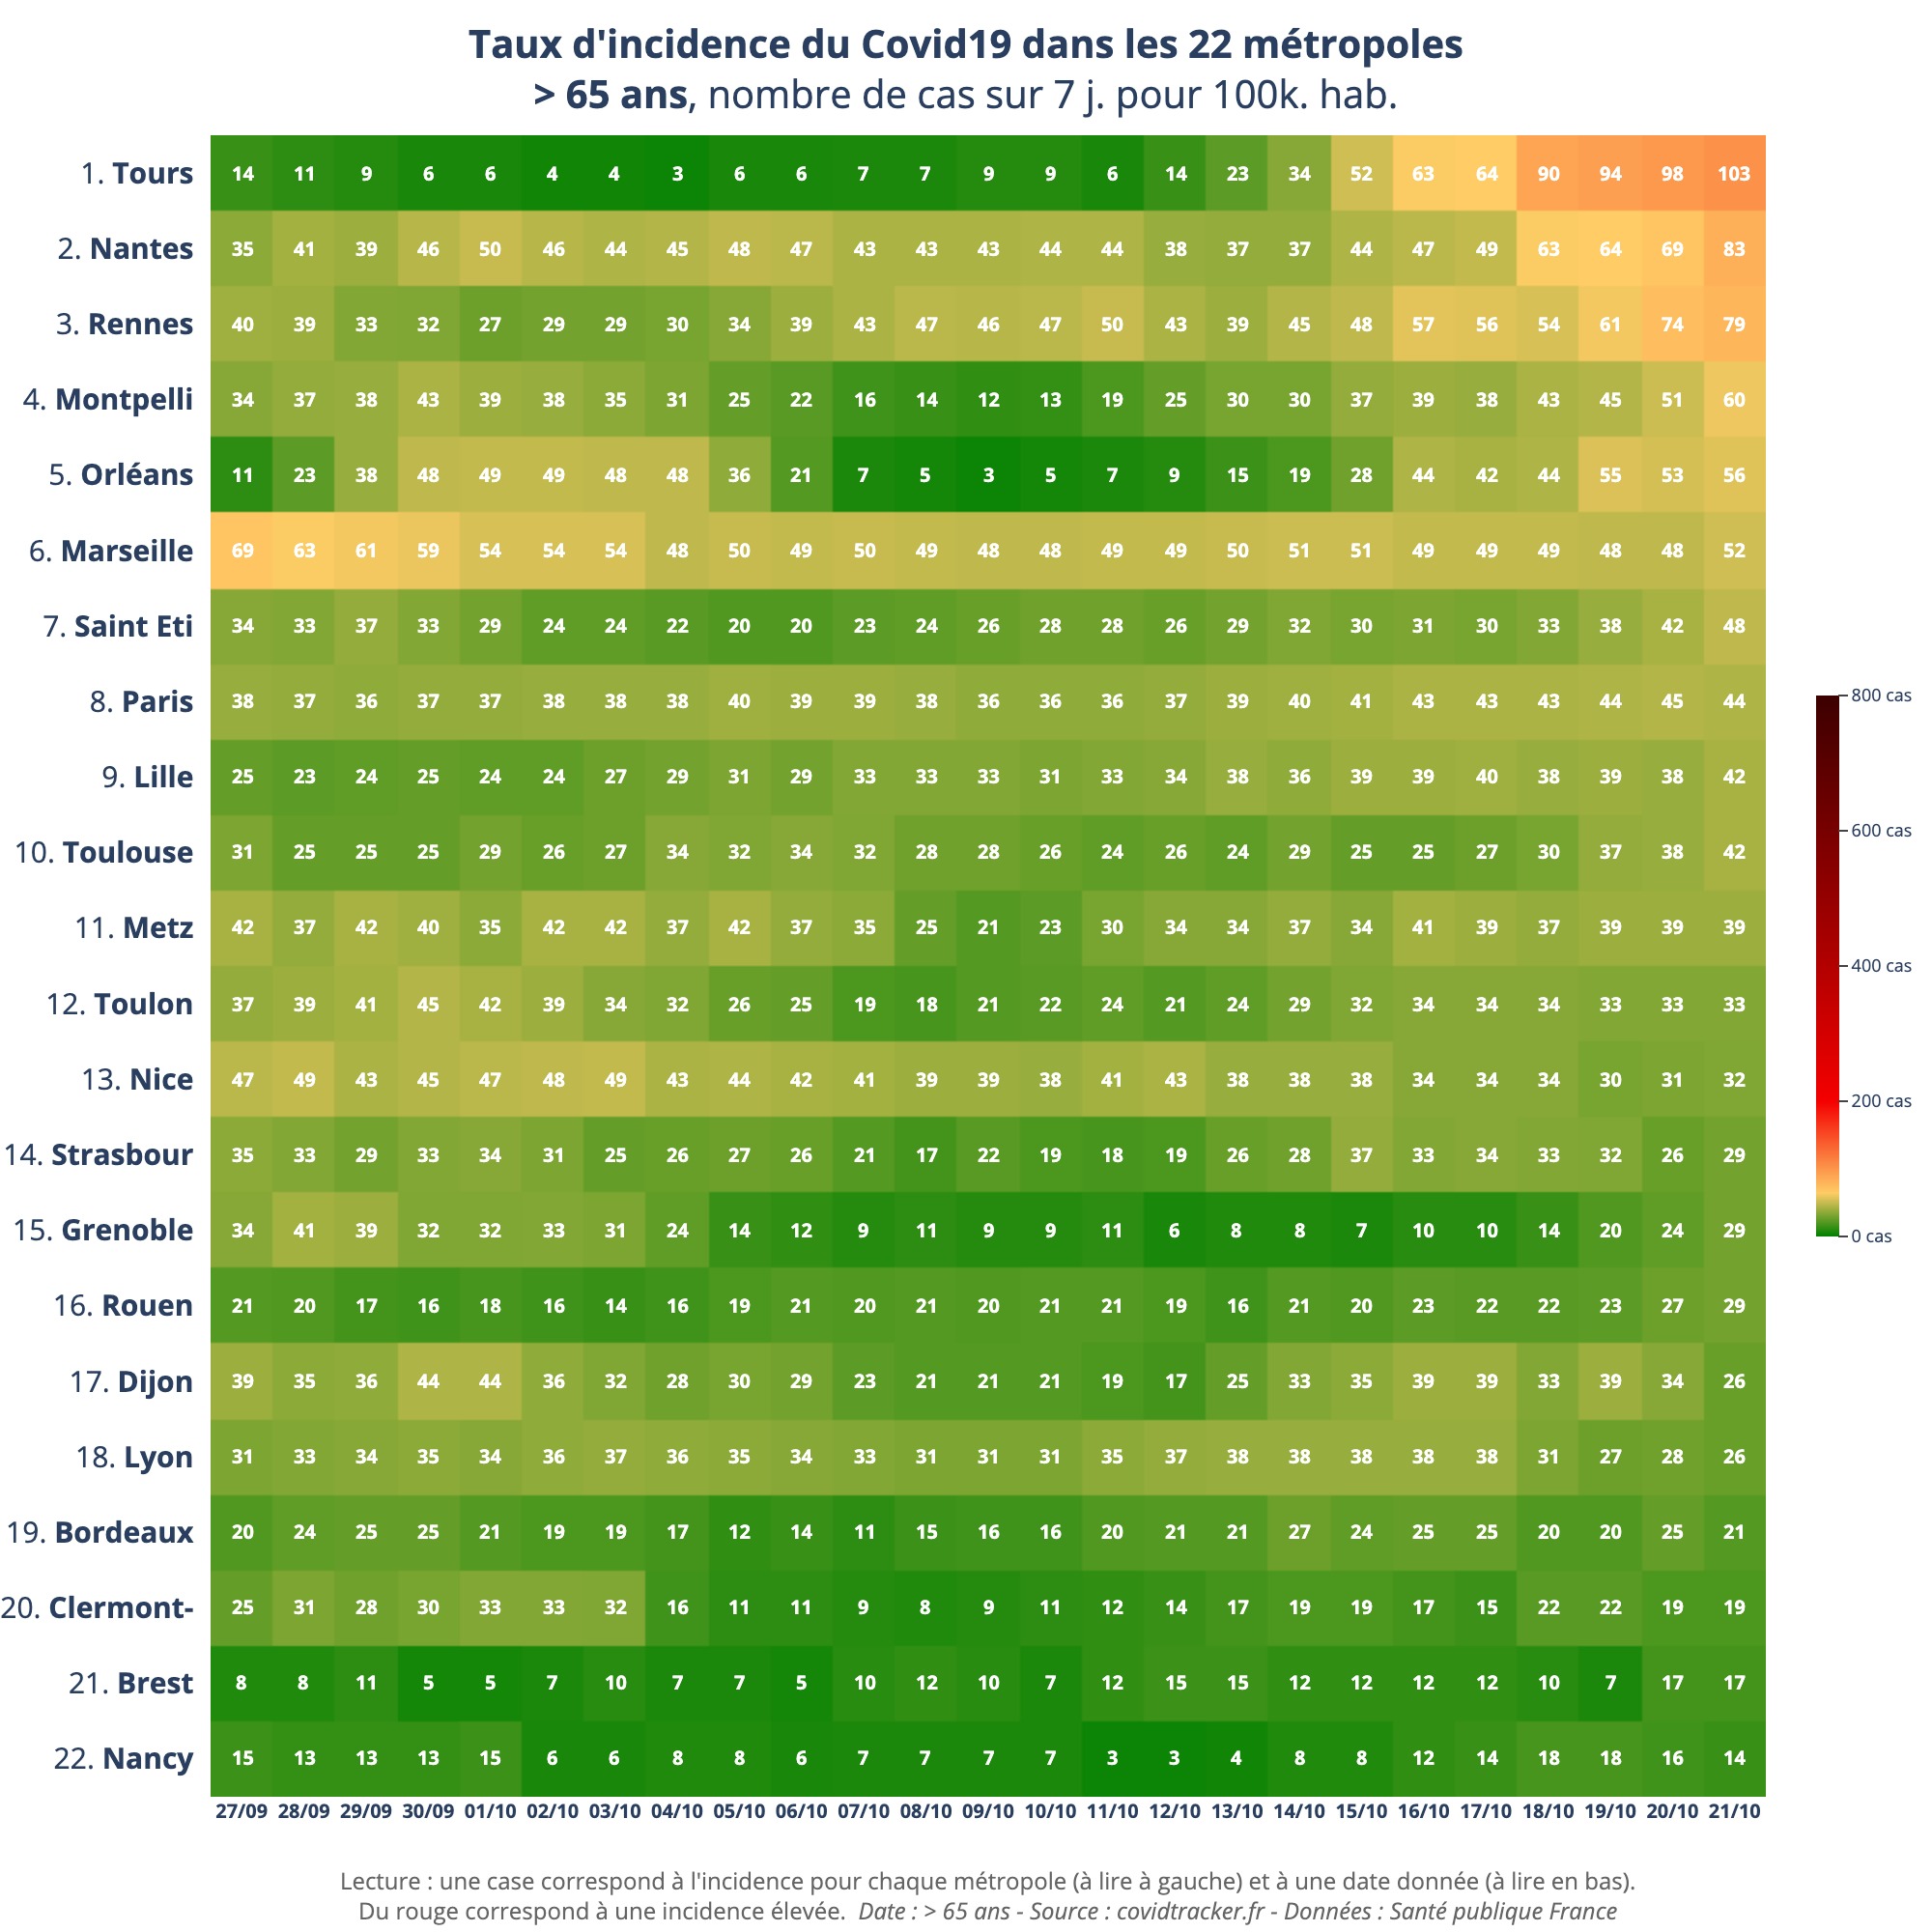 Taux d'incidence du Covid19 dans les 22 métropoles
> 65 ans, nombre de cas sur 7 j. pour 100k. hab.
1. Tours 14 11 9 6 6 4 4 3 6 6 7 7 9 9 6 14 23 34 52 63 64 90 94 98 103
2. Nantes 35 41 39 46 50 46 44 45 48 47 43 43 43 44 44 38 37 37 44 47 49 63 64 69 83
3. Rennes 40 39 33 32 27 29 29 30 34 39 43 47 46 47 50 43 39 45 48 57 56 54 61 74 79
4. Montpelli 34 37 38 43 39 38 35 31 25 22 16 14 12 13 19 25 30 30 37 39 38 43 45 51 60
5. Orléans 11 23 38 48 49 49 48 48 36 21 7 5 3 5 7 9 15 19 28 44 42 44 55 53 56
6. Marseille 69 63 61 59 54 54 54 48 50 49 50 49 48 48 49 49 50 51 51 49 49 49 48 48 52
7. Saint Eti 34 33 37 33 29 24 24 22 20 20 23 24 26 28 28 26 29 32 30 31 30 33 38 42 48
8. Paris 38 37 36 37 37 38 38 38 40 39 39 38 36 36 36 37 39 40 41 43 43 43 44 45 44
9. Lille 25 23 24 25 24 24 27 29 31 29 33 33 33 31 33 34 38 36 39 39 40 38 39 38 42
10. Toulouse 31 25 25 25 29 26 27 34 32 34 32 28 28 26 24 26 24 29 25 25 27 30 37 38 42
11. Metz 42 37 42 40 35 42 42 37 42 37 35 25 21 23 30 34 34 37 34 41 39 37 39 39 39
12. Toulon 37 39 41 45 42 39 34 32 26 25 19 18 21 22 24 21 24 29 32 34 34 34 33 33 33
13. Nice 47 49 43 45 47 48 49 43 44 42 41 39 39 38 41 43 38 38 38 34 34 34 30 31 32
14. Strasbour 35 33 29 33 34 31 25 26 27 26 21 17 22 19 18 19 26 28 37 33 34 33 32 26 29
15. Grenoble 34 41 39 32 32 33 31 24 14 12 9 11 9 9 11 6 8 8 7 10 10 14 20 24 29
16. Rouen 21 20 17 16 18 16 14 16 19 21 20 21 20 21 21 19 16 21 20 23 22 22 23 27 29
17. Dijon 39 35 36 44 44 36 32 28 30 29 23 21 21 21 19 17 25 33 35 39 39 33 39 34 26
18. Lyon 31 33 34 35 34 36 37 36 35 34 33 31 31 31 35 37 38 38 38 38 38 31 27 28 26
19. Bordeaux 20 24 25 25 21 19 19 17 12 14 11 15 16 16 20 21 21 27 24 25 25 20 20 25 21
20. Clermont- 25 31 28 30 33 33 32 16 11 11 9 8 9 11 12 14 17 19 19 17 15 22 22 19 19
21. Brest 8 8 11 5 5 7 10 7 7 5 10 12 10 7 12 15 15 12 12 12 12 10 7 17 17
22. Nancy 15 13 13 13 15 6 6 8 8 6 7 7 7 7 3 3 4 8 8 12 14 18 18 16 14
27/09 28/09 29/09 30/09 01/10 02/10 03/10 04/10 05/10 06/10 07/10 08/10 09/10 10/10 11/10 12/10 13/10 14/10 15/10 16/10 17/10 18/10 19/10 20/10 21/10
800 cas
600 cas
400 cas
200 cas
0 cas
Lecture : une case correspond à l'incidence pour chaque métropole (à lire à gauche) et à une date donnée (à lire en bas).
Du rouge correspond à une incidence élevée. Date : > 65 ans - Source : covidtracker.fr - Données : Santé publique France